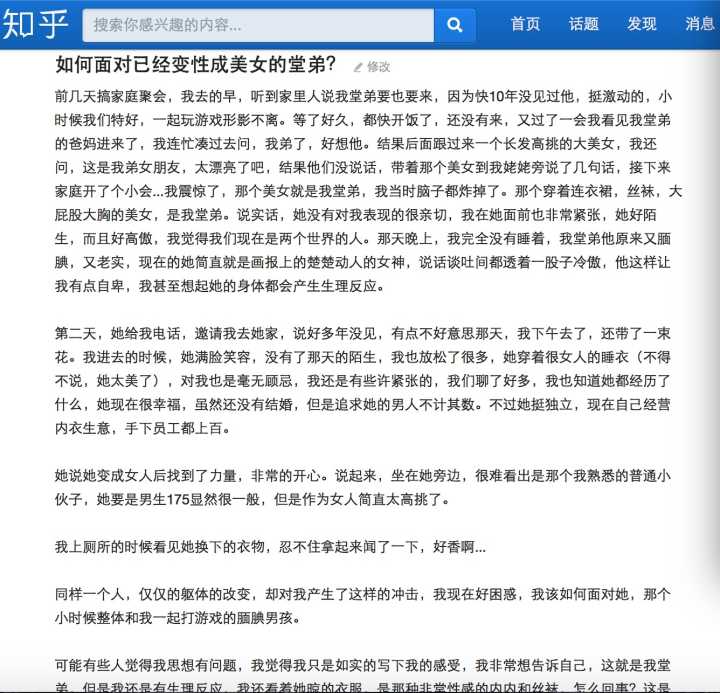 知乎
搜索你感兴趣的内容...
首页
话题
发现
消息
如何面对已经变性成美女的堂弟？
修改
前几天搞家庭聚会，我去的早，听到家里人说我堂弟要也要来，因为快10年没见过他，挺激动的，小
时候我们特好，一起玩游戏形影不离。等了好久，都快开饭了，还没有来，又过了一会我看见我堂弟
的爸妈进来了，我连忙凑过去问，我弟了，好想他。结果后面跟过来一个长发高挑的大美女，我还
问，这是我弟女朋友，太漂亮了吧，结果他们没说话，带着那个美女到我姥姥旁说了几句话，接下来
家庭开了个小会...我震惊了，那个美女就是我堂弟，我当时脑子都炸掉了。那个穿着连衣裙，丝袜，大
屁股大胸的美女，是我堂弟。说实话，她没有对我表现的很亲切，我在她面前也非常紧张，她好陌
生，而且好高傲，我觉得我们现在是两个世界的人。那天晚上，我完全没有睡着，我堂弟他原来又腼
腆，又老实，现在的她简直就是画报上的楚楚动人的女神，说话谈吐间都透着一股子冷傲，他这样让
我有点自卑，我甚至想起她的身体都会产生生理反应。
第二天，她给我电话，邀请我去她家，说好多年没见，有点不好意思那天，我下午去了，还带了一束
花。我进去的时候，她满脸笑容，没有了那天的陌生，我也放松了很多，她穿着很女人的睡衣（不得
不说，她太美了），对我也是毫无顾忌，我还是有些许紧张的，我们聊了好多，我也知道她都经历了
什么，她现在很幸福，虽然还没有结婚，但是追求她的男人不计其数。不过她挺独立，现在自己经营
内衣生意，手下员工都上百。
她说她变成女人后找到了力量，非常的开心。说起来，坐在她旁边，很难看出是那个我熟悉的普通小
伙子，她要是男生175显然很一般，但是作为女人简直太高挑了。
我上厕所的时候看见她换下的衣物，忍不住拿起来闻了一下，好香啊...
同样一个人，仅仅的躯体的改变，却对我产生了这样的冲击，我现在好困惑，我该如何面对她，那个
小时候整体和我一起打游戏的腼腆男孩。
可能有些人觉得我思想有问题，我觉得我只是如实的写下我的感受，我非常想告诉自己，这就是我堂
弟，但是我还是有生理反应，我还看着她晾的衣服，是那种非常性感的内内和丝袜，怎么回事？这是